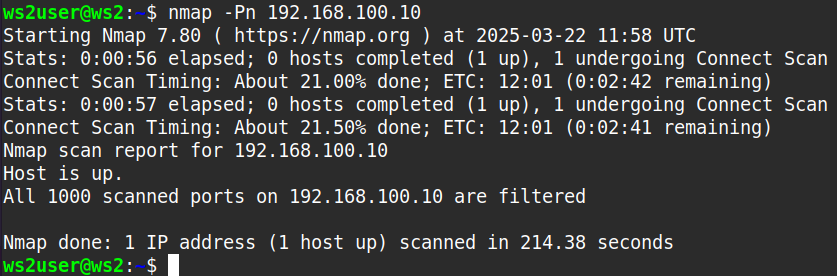 ws2user@ws2:~$ nmap -Pn 192.168.100.10
Starting Nmap 7.80 ( https://nmap.org ) at 2025-03-22 11:58 UTC
Stats: 0:00:56 elapsed; 0 hosts completed (1 up), 1 undergoing Connect Scan
Connect Scan Timing: About 21.00% done; ETC: 12:01 (0:02:42 remaining)
Stats: 0:00:57 elapsed; 0 hosts completed (1 up), 1 undergoing Connect Scan
Connect Scan Timing: About 21.50% done; ETC: 12:01 (0:02:41 remaining)
Nmap scan report for 192.168.100.10
Host is up.
All 1000 scanned ports on 192.168.100.10 are filtered
Nmap done: 1 IP address (1 host up) scanned in 214.38 seconds
ws2user@ws2:~$